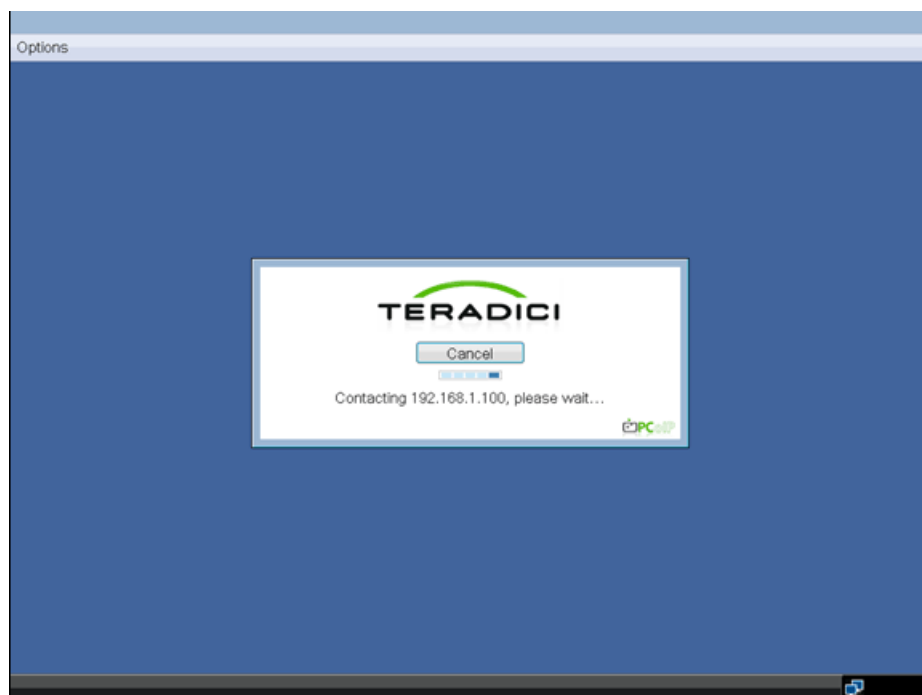 Options
TERADICI
Cancel
Contacting 192.168.1.100, please wait...
PCoIP